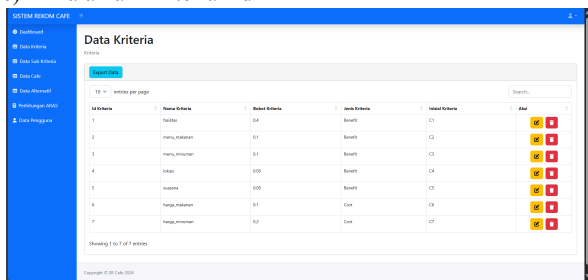 SISTEM REKOM CAFE
Dashboard
Data Kriteria
Data Sub Kriteria
Data Cafe
Data Alternatif
Perhitungan ARAS
Data Pengguna
Data Kriteria
Kriteria
Export Data
10 entries per page
Search...
Id Kriteria Nama Kriteria Bobot Kriteria Jenis Kriteria Inisial Kriteria Aksi
1 fasilitas 0.4 Benefit C1
2 menu_makanan 0.1 Benefit C2
3 menu_minuman 0.1 Benefit C3
4 lokasi 0.05 Benefit C4
5 suasana 0.05 Benefit C5
6 harga_makanan 0.1 Cost C6
7 harga_minuman 0.2 Cost C7
Showing 1 to 7 of 7 entries